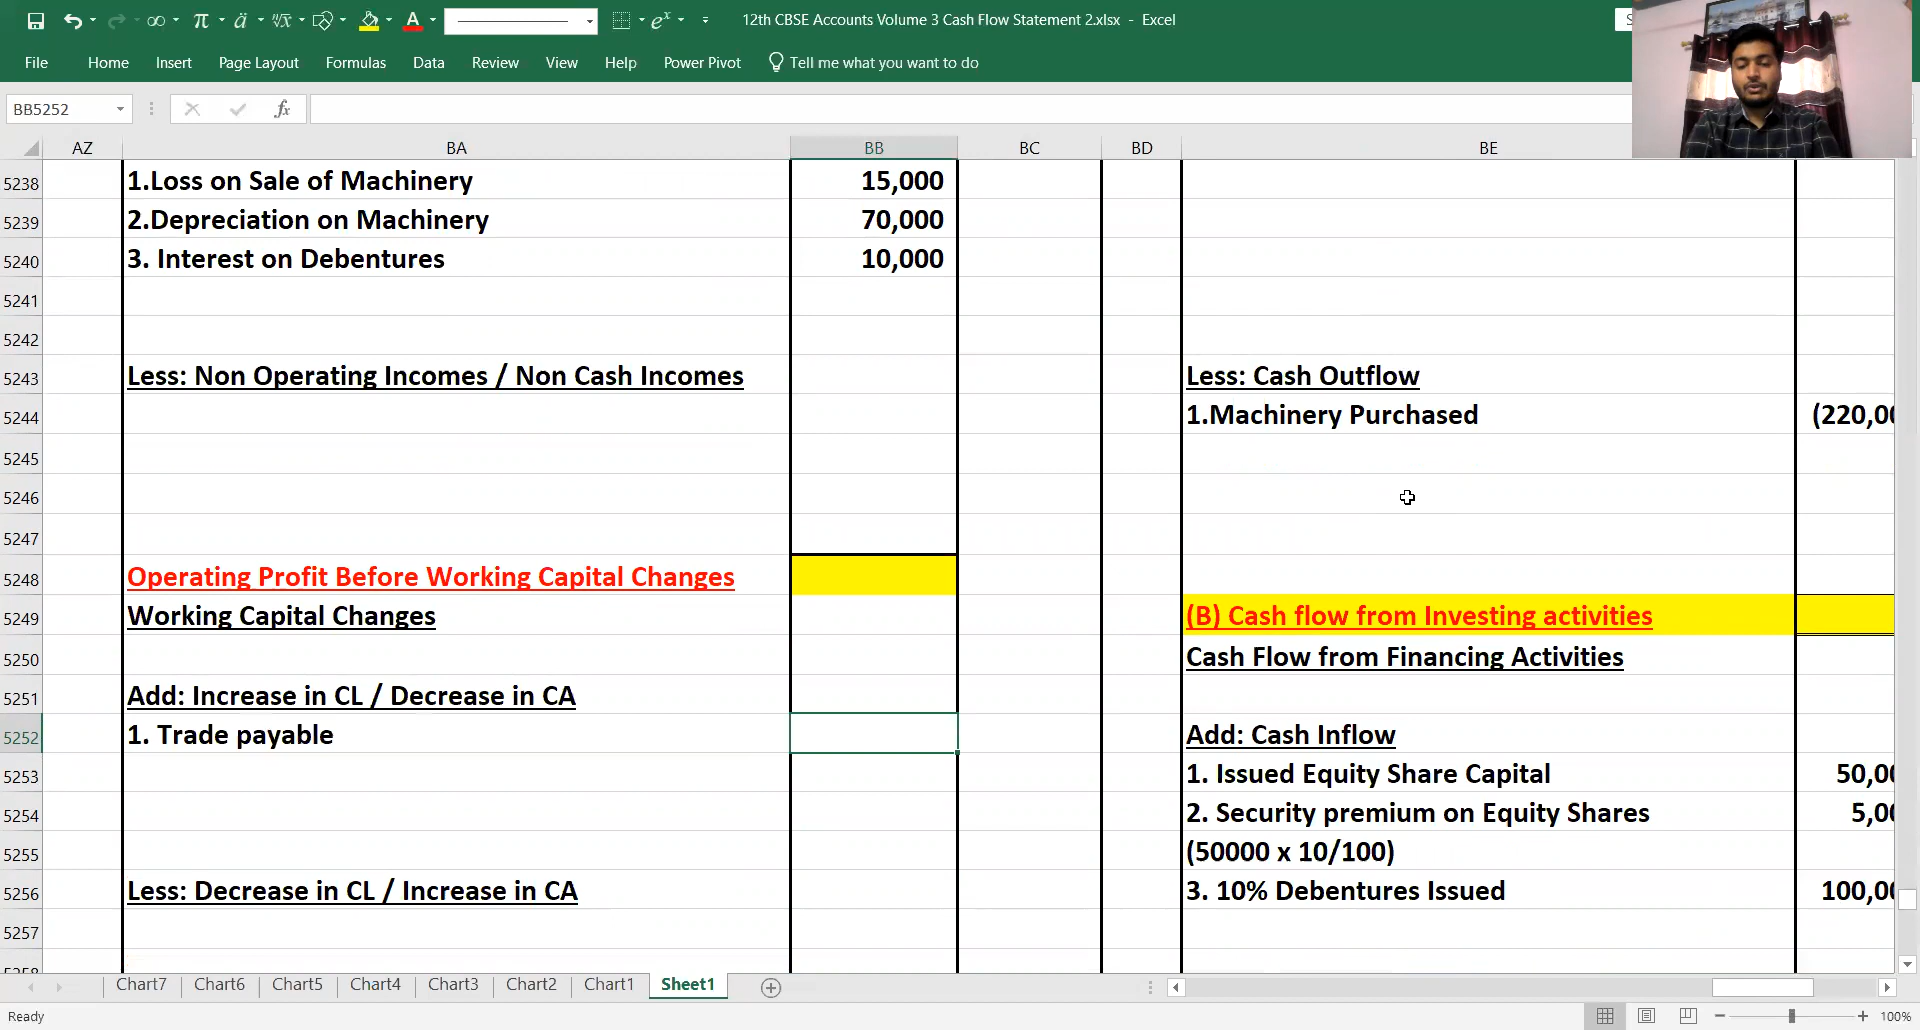 12th CBSE Accounts Volume 3 Cash Flow Statement 2.xlsx - Excel
File Home Insert Page Layout Formulas Data Review View Help Power Pivot Tell me what you want to do
BB5252 fx
AZ BA BB BC BD BE
5238 1.Loss on Sale of Machinery 15,000
5239 2.Depreciation on Machinery 70,000
5240 3. Interest on Debentures 10,000
5241
5242
5243 Less: Non Operating Incomes / Non Cash Incomes Less: Cash Outflow
5244 1.Machinery Purchased
5245
5246
5247
5248 Operating Profit Before Working Capital Changes
5249 Working Capital Changes (B) Cash flow from Investing activities
5250 Cash Flow from Financing Activities
5251 Add: Increase in CL / Decrease in CA
5252 1. Trade payable Add: Cash Inflow
5253 1. Issued Equity Share Capital
5254 2. Security premium on Equity Shares
5255 (50000 x 10/100)
5256 Less: Decrease in CL / Increase in CA 3. 10% Debentures Issued
5257
Chart7 Chart6 Chart5 Chart4 Chart3 Chart2 Chart1 Sheet1
Ready 100%